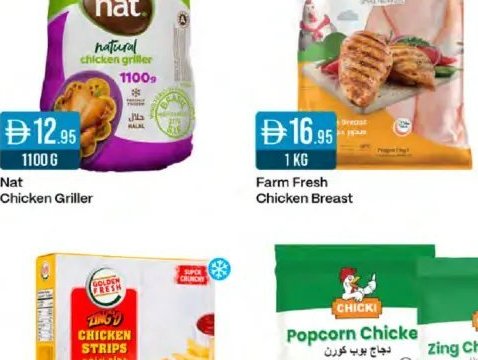 nat
natural
chicken griller
1100g
حلال
HALAL
12.95
1100 G
Nat
Chicken Griller
Breast
16.95
1 KG
Farm Fresh
Chicken Breast
SUPER
CRUNCHY
GOLDEN
FRESH
ZING'D
CHICKEN
STRIPS
CHICKI
Popcorn Chicke
دجاج بوب كورن
Zing Ch